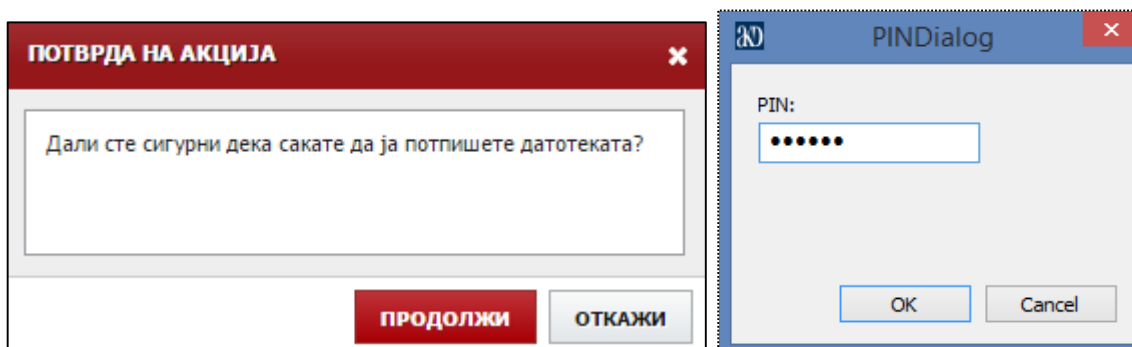 ПОТВРДА НА АКЦИЈА
Дали сте сигурни дека сакате да ја потпишете датотеката?
ПРОДОЛЖИ
ОТКАЖИ
PINDialog
PIN:
••••••
OK
Cancel